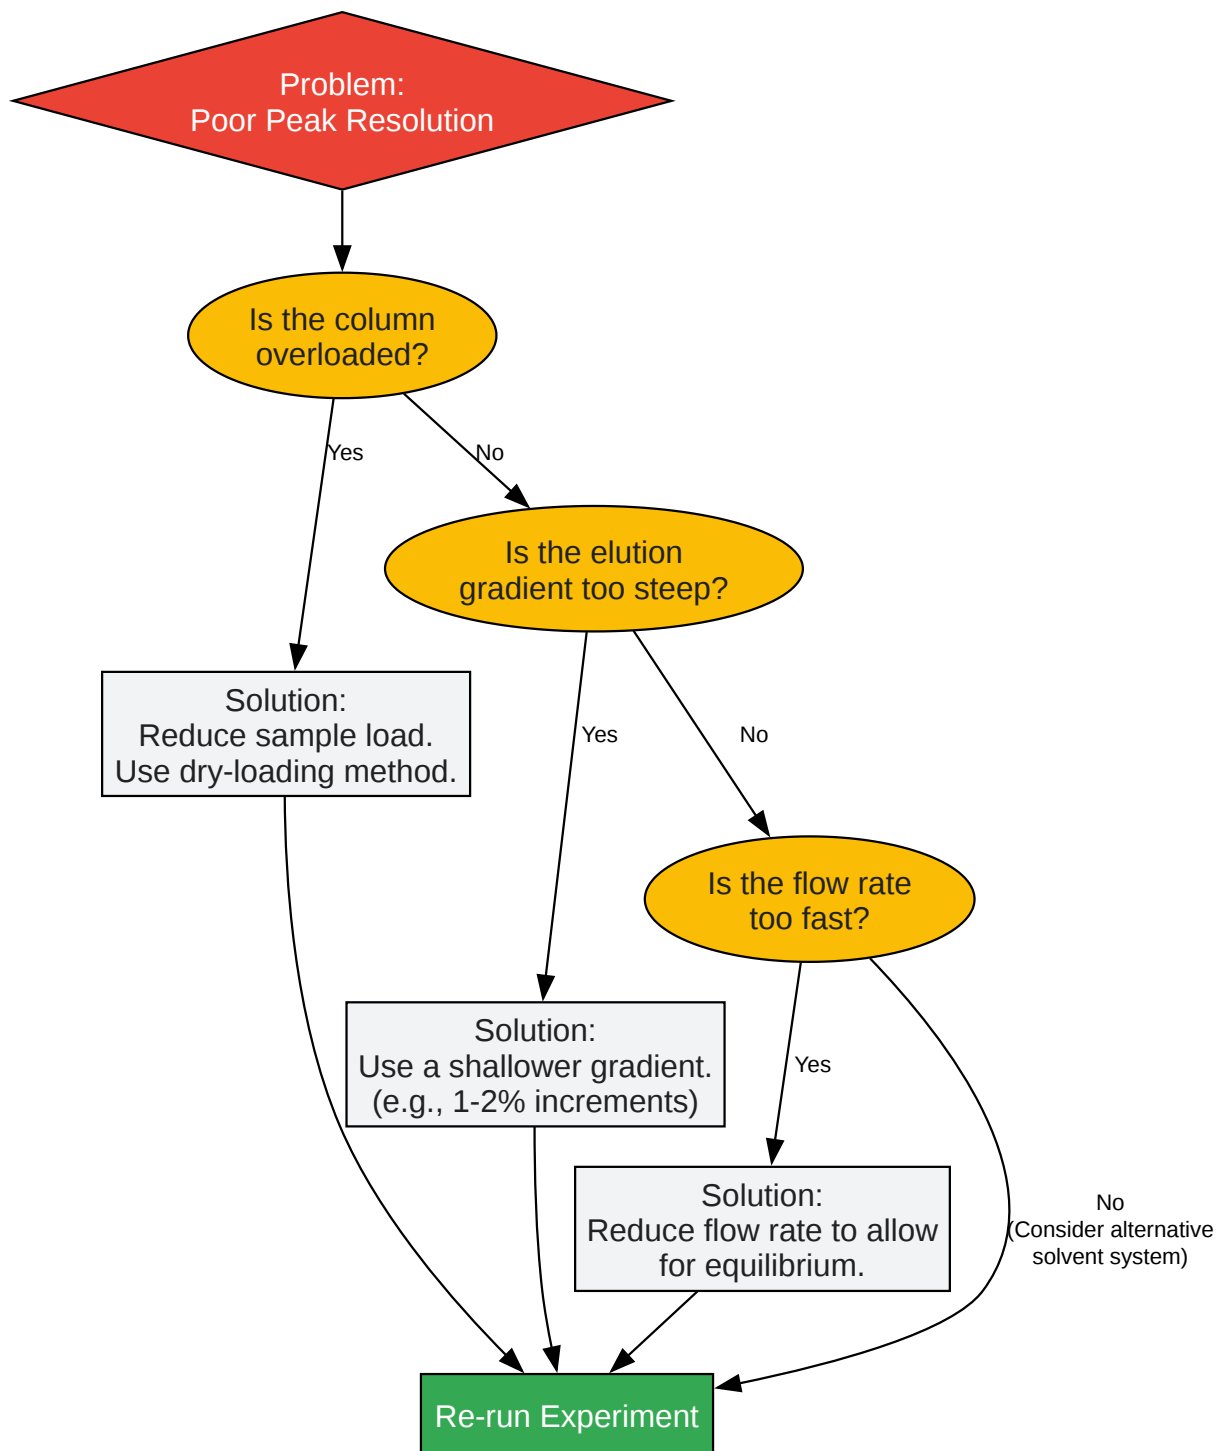 Problem:
Poor Peak Resolution
Is the column
overloaded?
Yes
No
Is the elution
gradient too steep?
Solution:
Reduce sample load.
Use dry-loading method.
Yes
No
Is the flow rate
too fast?
Solution:
Use a shallower gradient.
(e.g., 1-2% increments)
Yes
Solution:
Reduce flow rate to allow
for equilibrium.
No
(Consider alternative
solvent system)
Re-run Experiment